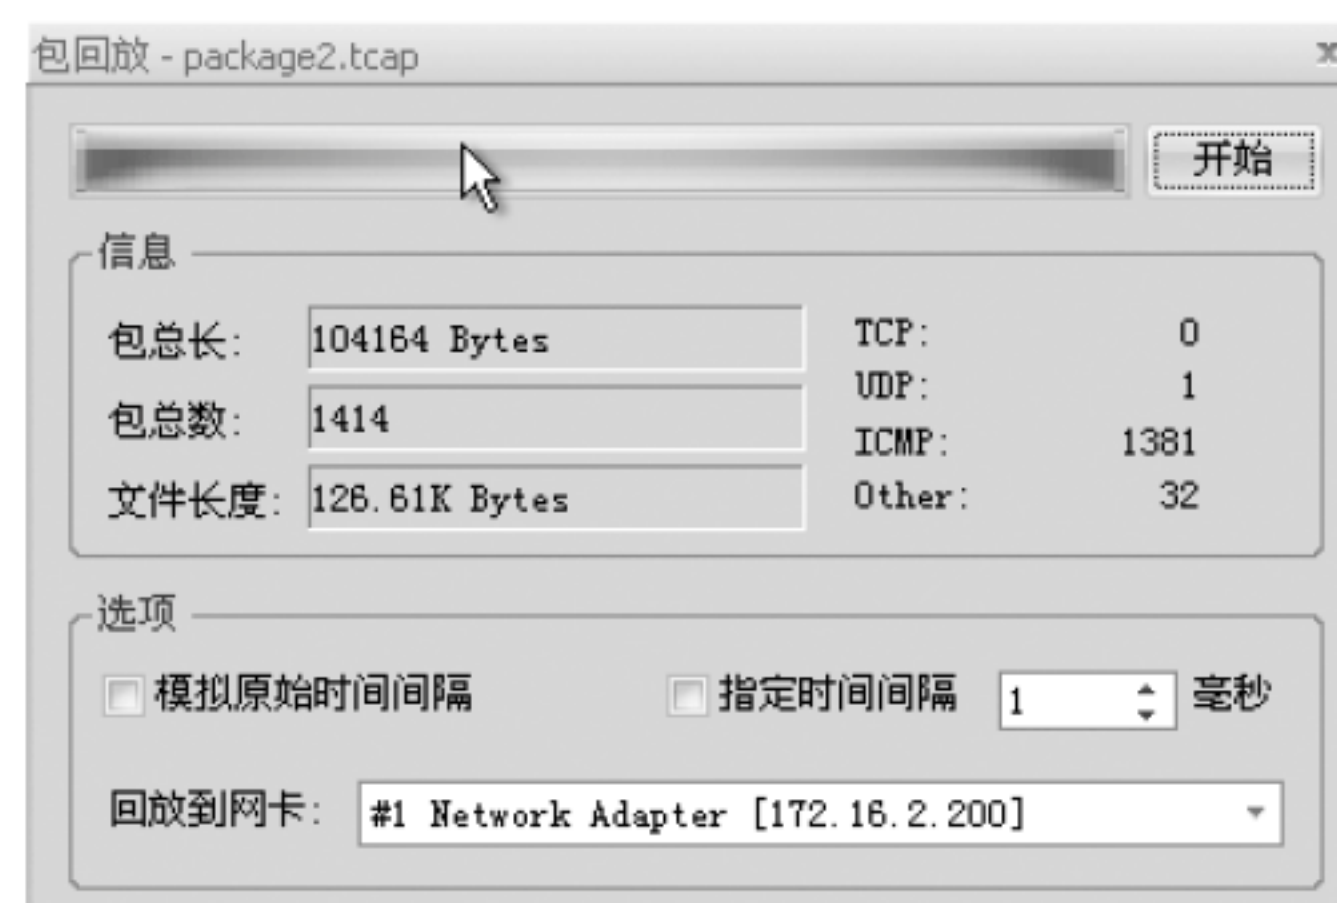 包回放 - package2.tcap x
开始
信息
包总长: 104164 Bytes
包总数: 1414
文件长度: 126.61K Bytes
TCP: 0
UDP: 1
ICMP: 1381
Other: 32
选项
模拟原始时间间隔 指定时间间隔 1 毫秒
回放到网卡: #1 Network Adapter [172.16.2.200]